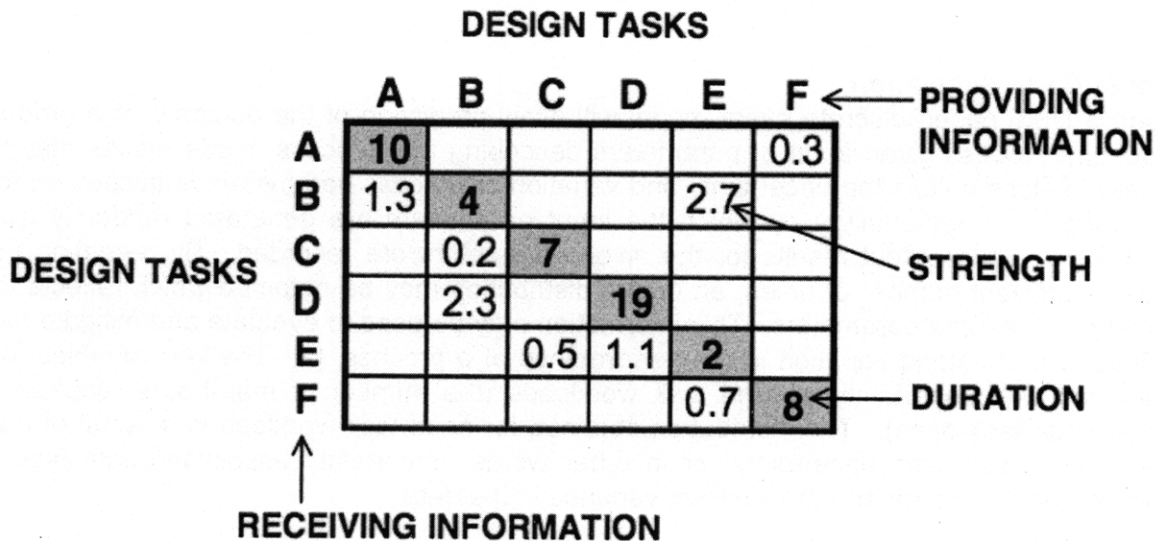 DESIGN TASKS
A B C D E F
PROVIDING
INFORMATION
A 10 0.3
B 1.3 4 2.7
C 0.2 7
STRENGTH
DESIGN TASKS
D 2.3 19
E 0.5 1.1 2
F 0.7 8
DURATION
RECEIVING INFORMATION